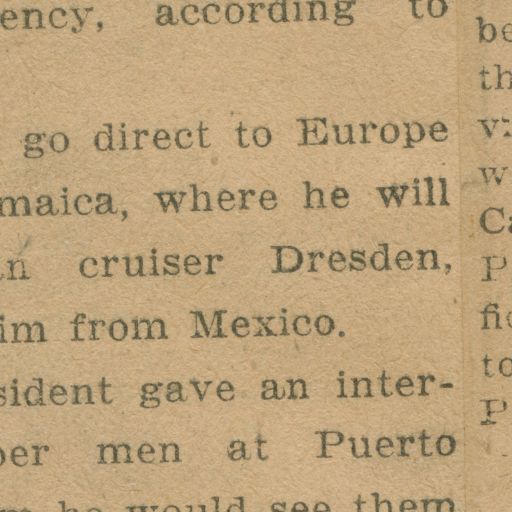 ency, according to
go direct to Europe
maica, where he will
n cruiser Dresden,
im from Mexico.
sident gave an inter-
per men at Puerto
he would see them
be
th
w
Ca
P
fic
to
P